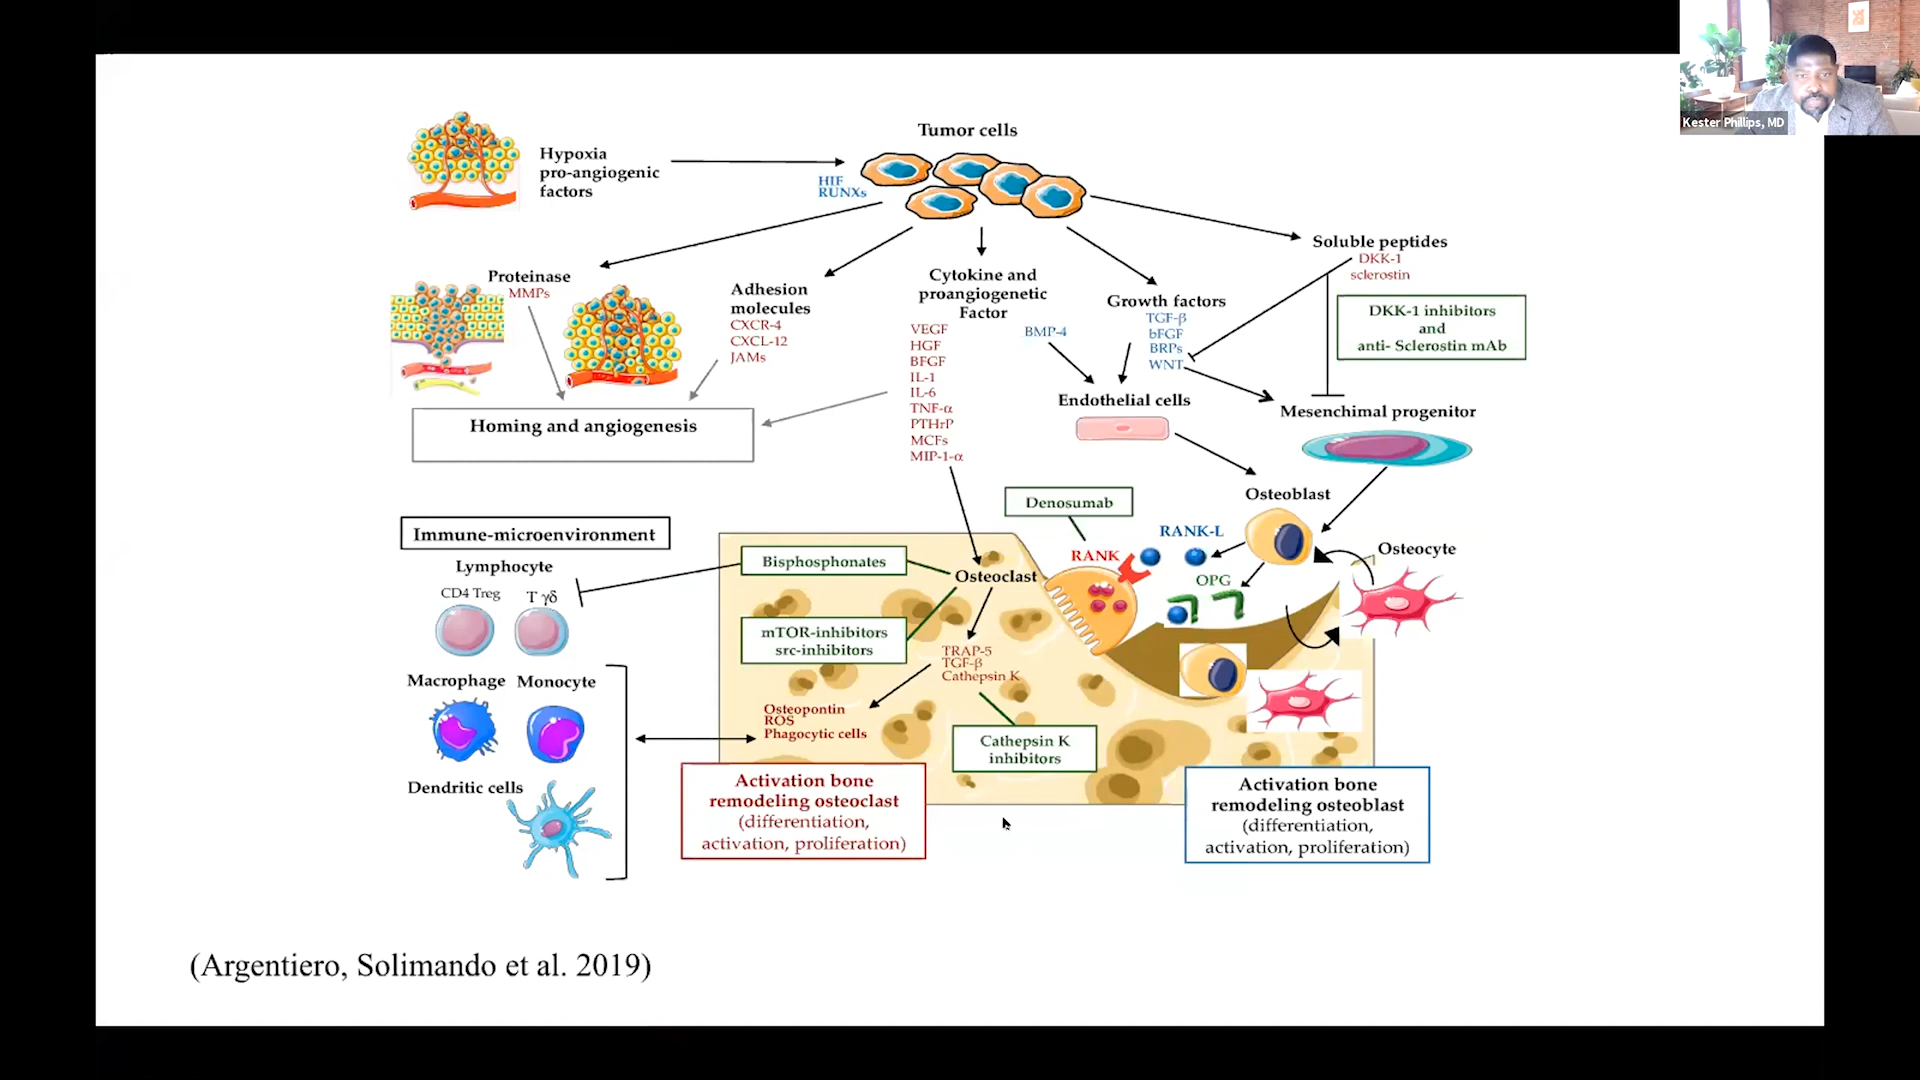 Kester Phillips, MD
Tumor cells
Hypoxia
pro-angiogenic
factors
HIF
RUNXs
Soluble peptides
DKK-1
sclerostin
Proteinase
MMPs
Adhesion
molecules
CXCR-4
CXCL-12
JAMs
Cytokine and
proangiogenetic
Factor
VEGF
HGF
BFGF
IL-1
IL-6
TNF-α
PTHrP
MCFs
MIP-1-α
BMP-4
Growth factors
TGF-β
bFGF
BRPs
WNT
DKK-1 inhibitors
and
anti- Sclerostin mAb
Endothelial cells
Mesenchimal progenitor
Homing and angiogenesis
Denosumab
Osteoblast
RANK-L
RANK
OPG
Osteocyte
Immune-microenvironment
Lymphocyte
CD4 Treg
T γδ
Bisphosphonates
Osteoclast
mTOR-inhibitors
src-inhibitors
TRAP-5
TGF-β
Cathepsin K
Macrophage
Monocyte
Osteopontin
ROS
Phagocytic cells
Cathepsin K
inhibitors
Dendritic cells
Activation bone
remodeling osteoclast
(differentiation,
activation, proliferation)
Activation bone
remodeling osteoblast
(differentiation,
activation, proliferation)
(Argentiero, Solimando et al. 2019)